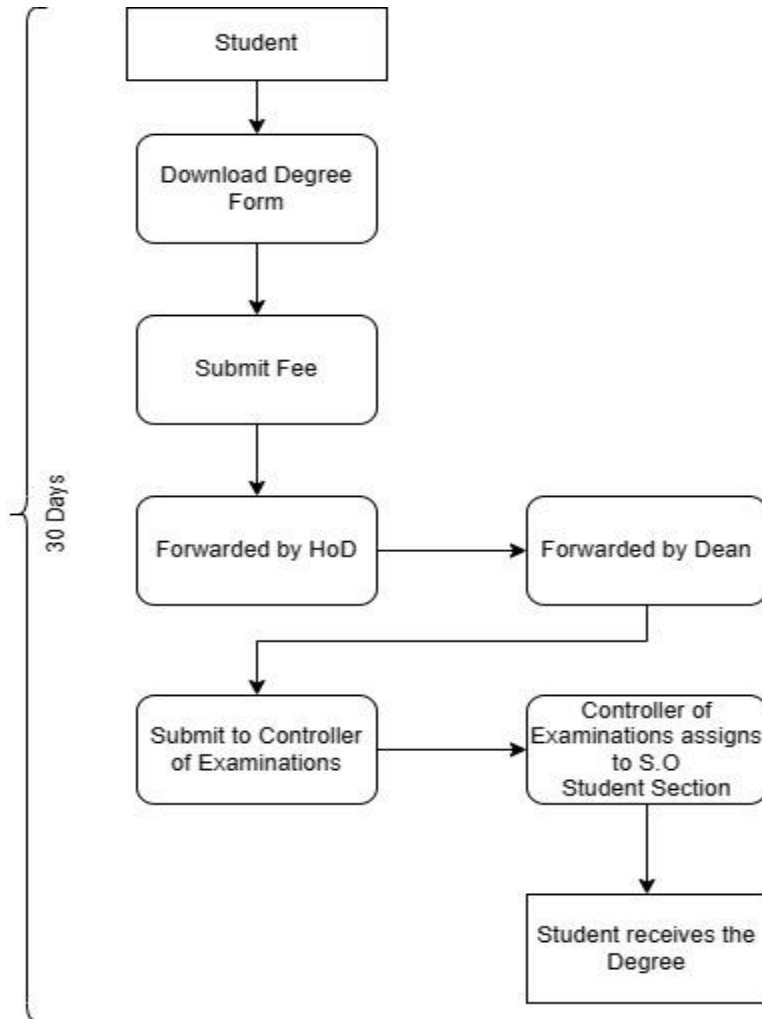 Student
Download Degree
Form
Submit Fee
30 Days
Forwarded by HoD
Forwarded by Dean
Submit to Controller
of Examinations
Controller of
Examinations assigns
to S.O
Student Section
Student receives the
Degree